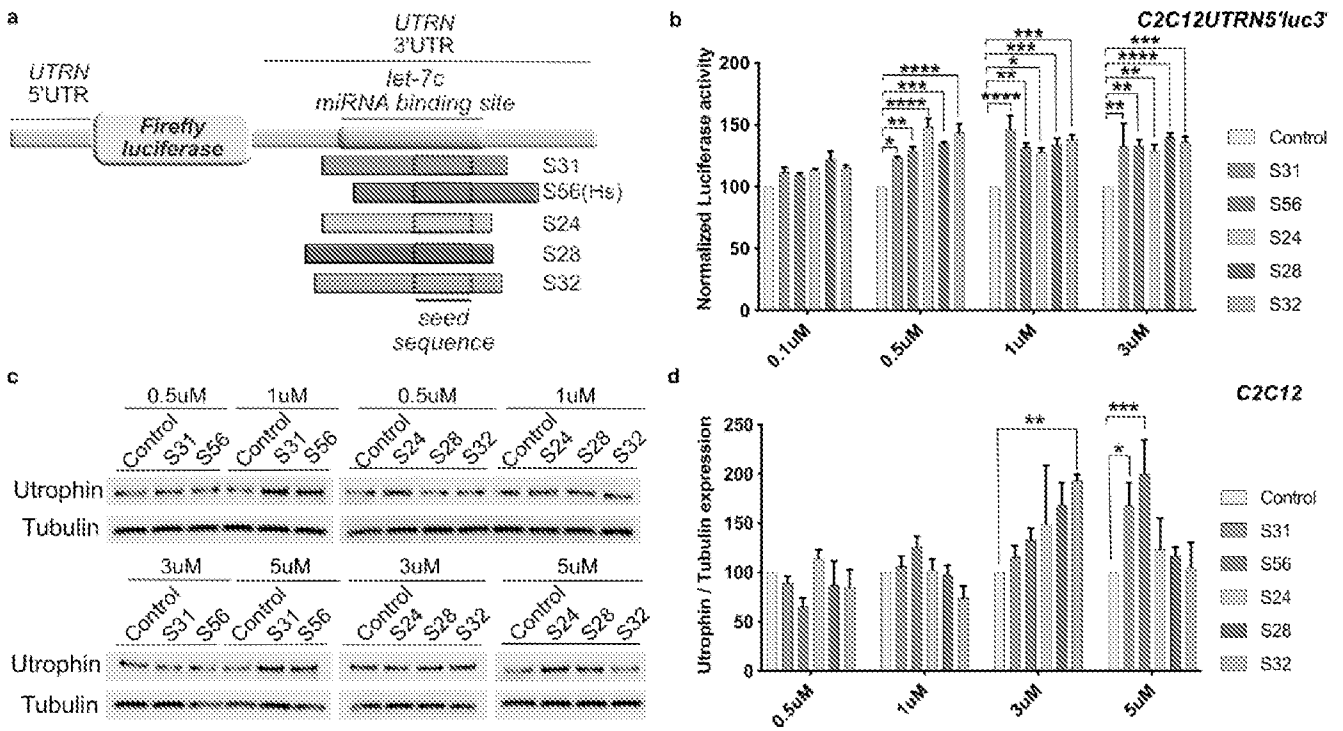 a
UTRN
5'UTR
Firefly
luciferase
UTRN
3'UTR
let-7c
miRNA binding site
S31
S56(Hs)
S24
S28
S32
seed
sequence
b
C2C12UTRN5'luc3'
Normalized Luciferase activity
200
150
100
50
0
* ** **** *** ****
**** ** * *** ***
** ** ** **** ***
0.1uM 0.5uM 1uM 3uM
Control
S31
S56
S24
S28
S32
c
0.5uM 1uM 0.5uM 1uM
Control S31 S56 Control S31 S56 Control S24 S28 S32 Control S24 S28 S32
Utrophin
Tubulin
3uM 5uM 3uM 5uM
Control S31 S56 Control S31 S56 Control S24 S28 S32 Control S24 S28 S32
Utrophin
Tubulin
d
C2C12
Utrophin / Tubulin expression
250
200
150
100
50
0
**
* ***
0.5uM 1uM 3uM 5uM
Control
S31
S56
S24
S28
S32